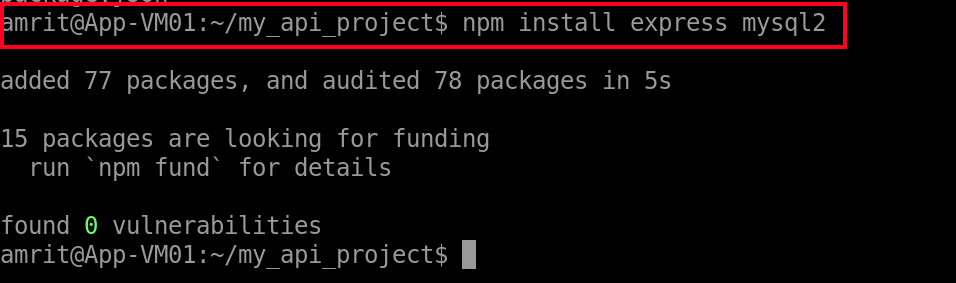 amrit@App-VM01:~/my_api_project$ npm install express mysql2
added 77 packages, and audited 78 packages in 5s
15 packages are looking for funding
run `npm fund` for details
found 0 vulnerabilities
amrit@App-VM01:~/my_api_project$